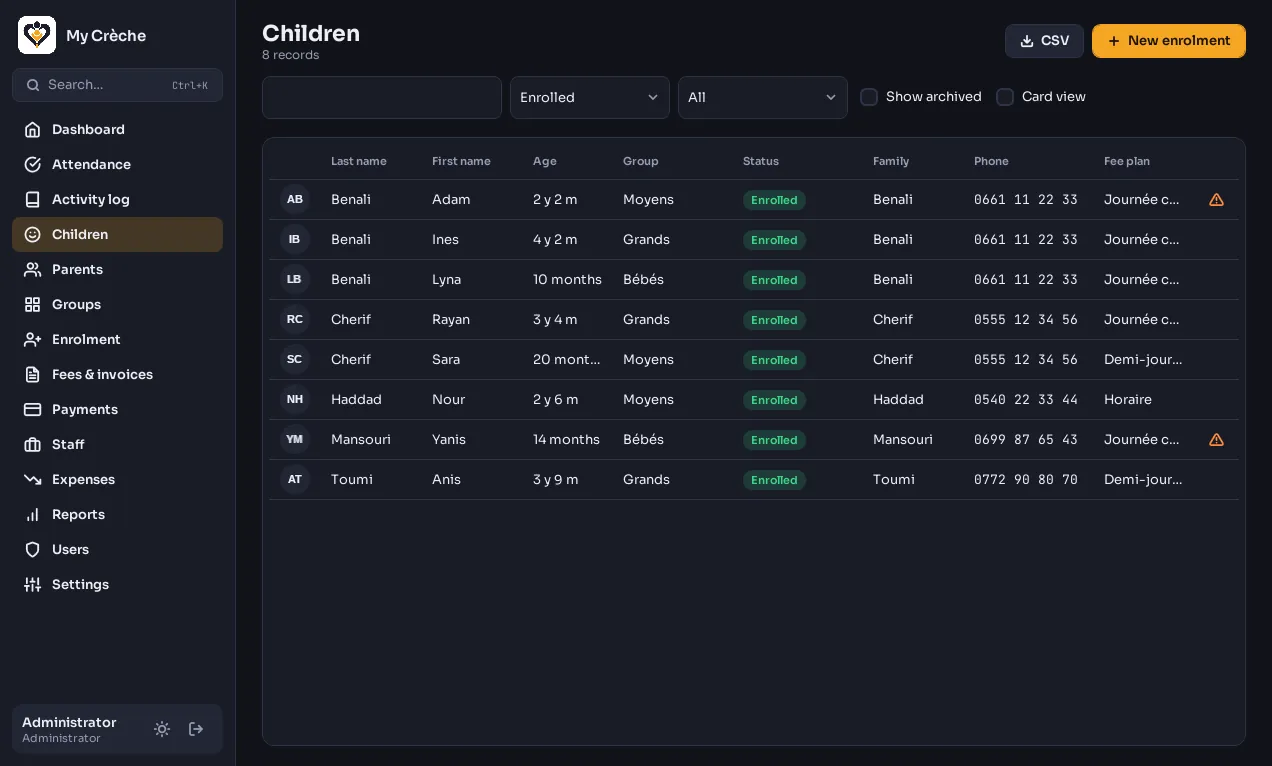 My Crèche
Search... Ctrl+K
Dashboard
Attendance
Activity log
Children
Parents
Groups
Enrolment
Fees & invoices
Payments
Staff
Expenses
Reports
Users
Settings
Administrator
Administrator
Children
8 records
CSV
+ New enrolment
Enrolled
All
Show archived
Card view
Last name First name Age Group Status Family Phone Fee plan
AB Benali Adam 2 y 2 m Moyens Enrolled Benali 0661 11 22 33 Journée c...
IB Benali Ines 4 y 2 m Grands Enrolled Benali 0661 11 22 33 Journée c...
LB Benali Lyna 10 months Bébés Enrolled Benali 0661 11 22 33 Journée c...
RC Cherif Rayan 3 y 4 m Grands Enrolled Cherif 0555 12 34 56 Journée c...
SC Cherif Sara 20 mont... Moyens Enrolled Cherif 0555 12 34 56 Demi-jour...
NH Haddad Nour 2 y 6 m Moyens Enrolled Haddad 0540 22 33 44 Horaire
YM Mansouri Yanis 14 months Bébés Enrolled Mansouri 0699 87 65 43 Journée c...
AT Toumi Anis 3 y 9 m Grands Enrolled Toumi 0772 90 80 70 Demi-jour...